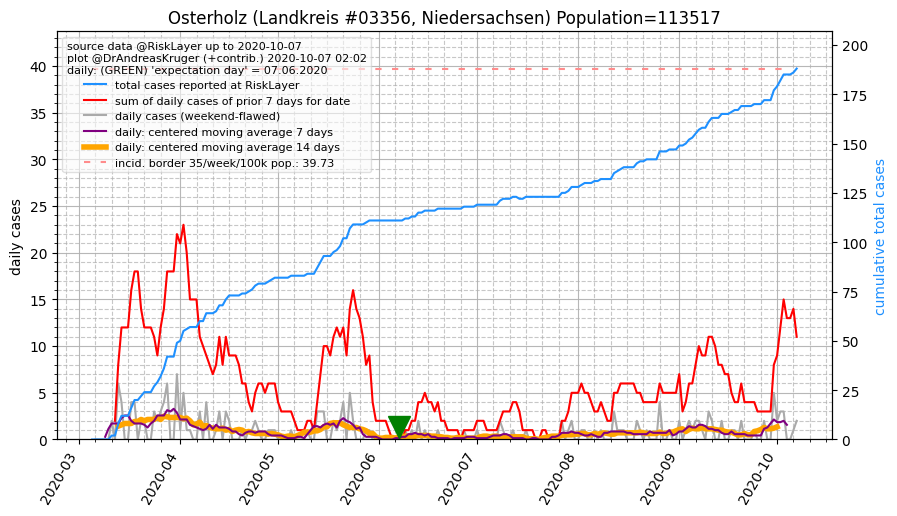 Osterholz (Landkreis #03356, Niedersachsen) Population=113517
source data @RiskLayer up to 2020-10-07
plot @DrAndreasKruger (+contrib.) 2020-10-07 02:02
daily: (GREEN) 'expectation day' = 07.06.2020
total cases reported at RiskLayer
sum of daily cases of prior 7 days for date
daily cases (weekend-flawed)
daily: centered moving average 7 days
daily: centered moving average 14 days
incid. border 35/week/100k pop.: 39.73
daily cases
40
35
30
25
20
15
10
5
0
cumulative total cases
200
175
150
125
100
75
50
25
0
2020-03
2020-04
2020-05
2020-06
2020-07
2020-08
2020-09
2020-10